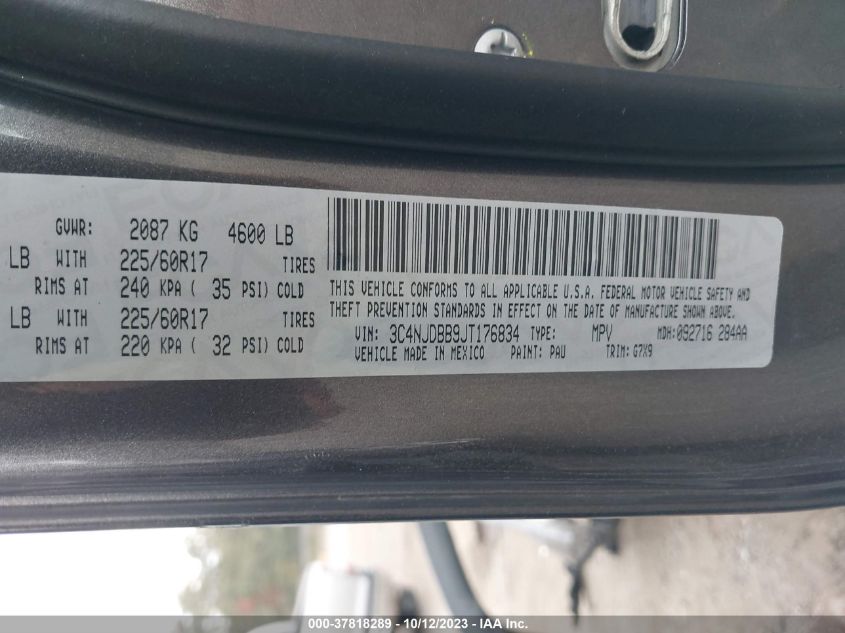 GVWR: 2087 KG 4600 LB
LB WITH 225/60R17 TIRES
RIMS AT 240 KPA ( 35 PSI) COLD
LB WITH 225/60R17 TIRES
RIMS AT 220 KPA ( 32 PSI) COLD
THIS VEHICLE CONFORMS TO ALL APPLICABLE U.S.A. FEDERAL MOTOR VEHICLE SAFETY AND
THEFT PREVENTION STANDARDS IN EFFECT ON THE DATE OF MANUFACTURE SHOWN ABOVE.
VIN: 3C4NJDBB9JT176834 TYPE: MPV MDH:092716 284AA
VEHICLE MADE IN MEXICO PAINT: PAU TRIM: G7X9
000-37818289 - 10/12/2023 - IAA Inc.